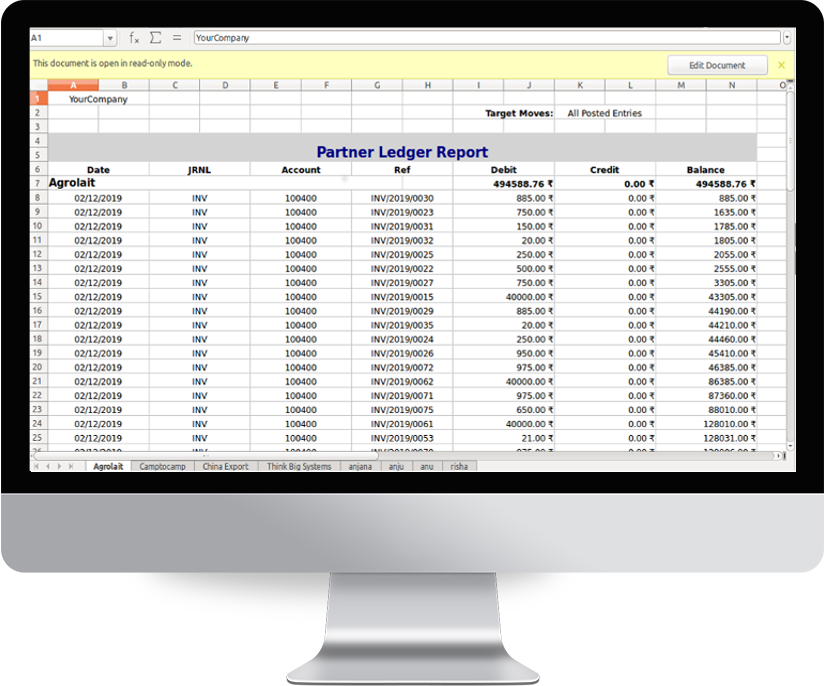 A1 fx Σ = YourCompany
This document is open in read-only mode. Edit Document ×
A B C D E F G H I J K L M N O
1 YourCompany
2 Target Moves: All Posted Entries
3
4
5 Partner Ledger Report
6 Date JRNL Account Ref Debit Credit Balance
7 Agrolait 494588.76 ₹ 0.00 ₹ 494588.76 ₹
8 02/12/2019 INV 100400 INV/2019/0030 885.00 ₹ 0.00 ₹ 885.00 ₹
9 02/12/2019 INV 100400 INV/2019/0023 750.00 ₹ 0.00 ₹ 1635.00 ₹
10 02/12/2019 INV 100400 INV/2019/0031 150.00 ₹ 0.00 ₹ 1785.00 ₹
11 02/12/2019 INV 100400 INV/2019/0032 20.00 ₹ 0.00 ₹ 1805.00 ₹
12 02/12/2019 INV 100400 INV/2019/0025 250.00 ₹ 0.00 ₹ 2055.00 ₹
13 02/12/2019 INV 100400 INV/2019/0022 500.00 ₹ 0.00 ₹ 2555.00 ₹
14 02/12/2019 INV 100400 INV/2019/0027 750.00 ₹ 0.00 ₹ 3305.00 ₹
15 02/12/2019 INV 100400 INV/2019/0015 40000.00 ₹ 0.00 ₹ 43305.00 ₹
16 02/12/2019 INV 100400 INV/2019/0029 885.00 ₹ 0.00 ₹ 44190.00 ₹
17 02/12/2019 INV 100400 INV/2019/0035 20.00 ₹ 0.00 ₹ 44210.00 ₹
18 02/12/2019 INV 100400 INV/2019/0024 250.00 ₹ 0.00 ₹ 44460.00 ₹
19 02/12/2019 INV 100400 INV/2019/0026 950.00 ₹ 0.00 ₹ 45410.00 ₹
20 02/12/2019 INV 100400 INV/2019/0072 975.00 ₹ 0.00 ₹ 46385.00 ₹
21 02/12/2019 INV 100400 INV/2019/0062 40000.00 ₹ 0.00 ₹ 86385.00 ₹
22 02/12/2019 INV 100400 INV/2019/0071 975.00 ₹ 0.00 ₹ 87360.00 ₹
23 02/12/2019 INV 100400 INV/2019/0075 650.00 ₹ 0.00 ₹ 88010.00 ₹
24 02/12/2019 INV 100400 INV/2019/0061 40000.00 ₹ 0.00 ₹ 128010.00 ₹
25 02/12/2019 INV 100400 INV/2019/0053 21.00 ₹ 0.00 ₹ 128031.00 ₹
Agrolait Camptocamp China Export Think Big Systems anjana anju anu risha